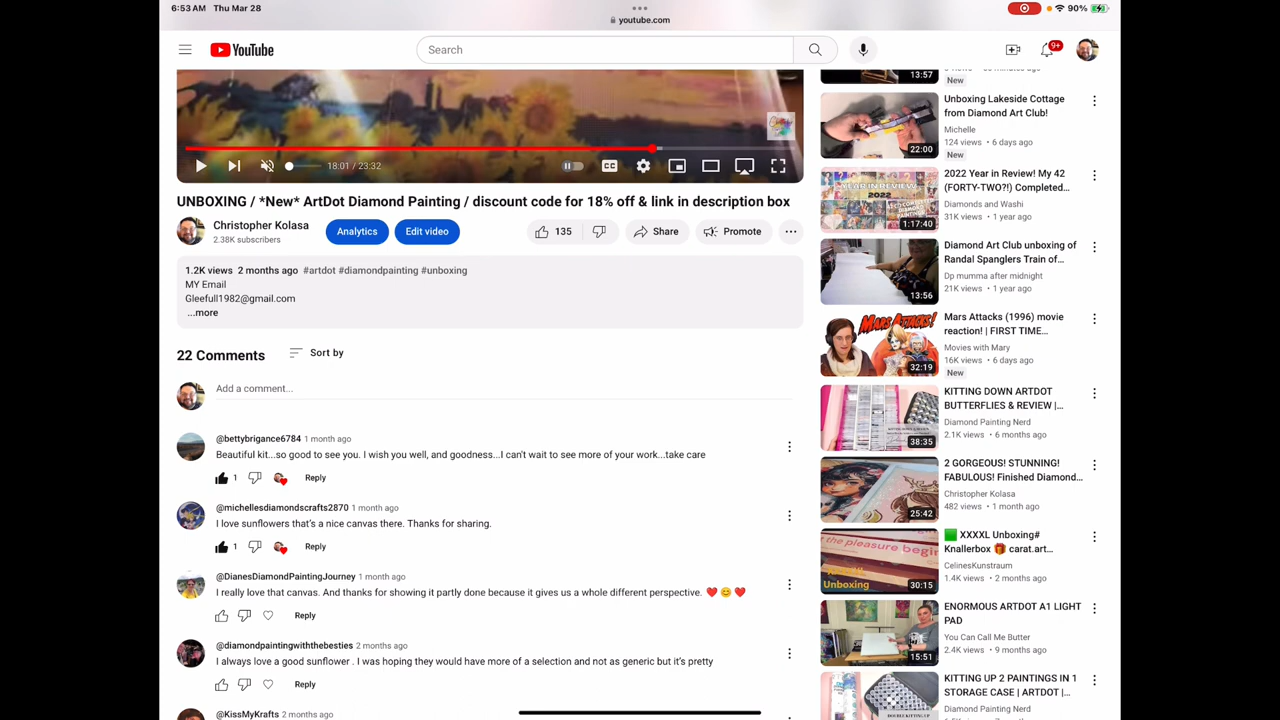 6:53 AM Thu Mar 28
youtube.com
90%
YouTube
Search
9+
18:01 / 23:32
UNBOXING / *New* ArtDot Diamond Painting / discount code for 18% off & link in description box
Christopher Kolasa
2.38K subscribers
Analytics
Edit video
135
Share
Promote
1.2K views 2 months ago #artdot #diamondpainting #unboxing
MY Email
Gleefull1982@gmail.com
...more
22 Comments
Sort by
Add a comment...
@bettybrigance6784 1 month ago
Beautiful kit...so good to see you. I wish you well, and goodness...I can't wait to see more of your work...take care
1
Reply
@michellesdiamondscrafts2870 1 month ago
I love sunflowers that's a nice canvas there. Thanks for sharing.
1
Reply
@DianesDiamondPaintingJourney 1 month ago
I really love that canvas. And thanks for showing it partly done because it gives us a whole different perspective. ❤️ 😊 ❤️
Reply
@diamondpaintingwiththebesties 2 months ago
I always love a good sunflower . I was hoping they would have more of a selection and not as generic but it's pretty
Reply
@KissMyKrafts 2 months ago
13:57
New
Unboxing Lakeside Cottage
from Diamond Art Club!
Michelle
124 views • 6 days ago
New
22:00
2022 Year in Review! My 42
(FORTY-TWO?!) Completed...
Diamonds and Washi
31K views • 1 year ago
YEAR IN REVIEW
2022
1:17:40
Diamond Art Club unboxing of
Randal Spanglers Train of...
Dp mumma after midnight
21K views • 1 year ago
13:56
Mars Attacks (1996) movie
reaction! | FIRST TIME...
Movies with Mary
16K views • 6 days ago
New
MARS ATTACKS!
32:19
KITTING DOWN ARTDOT
BUTTERFLIES & REVIEW |...
Diamond Painting Nerd
2.1K views • 6 months ago
38:35
2 GORGEOUS! STUNNING!
FABULOUS! Finished Diamond...
Christopher Kolasa
482 views • 1 month ago
25:42
🟩 XXXXL Unboxing#
Knallerbox 🎁 carat.art...
CelinesKunstraum
1.4K views • 2 months ago
the pleasure begin
Unboxing
30:15
ENORMOUS ARTDOT A1 LIGHT
PAD
You Can Call Me Butter
2.4K views • 9 months ago
15:51
KITTING UP 2 PAINTINGS IN 1
STORAGE CASE | ARTDOT |...
Diamond Painting Nerd